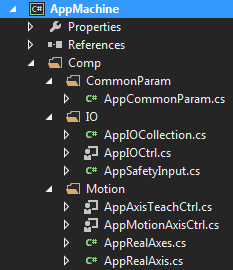 C# AppMachine
Properties
References
Comp
CommonParam
C# AppCommonParam.cs
IO
C# AppIOCollection.cs
AppIOCtrl.cs
C# AppSafetyInput.cs
Motion
AppAxisTeachCtrl.cs
AppMotionAxisCtrl.cs
C# AppRealAxes.cs
C# AppRealAxis.cs